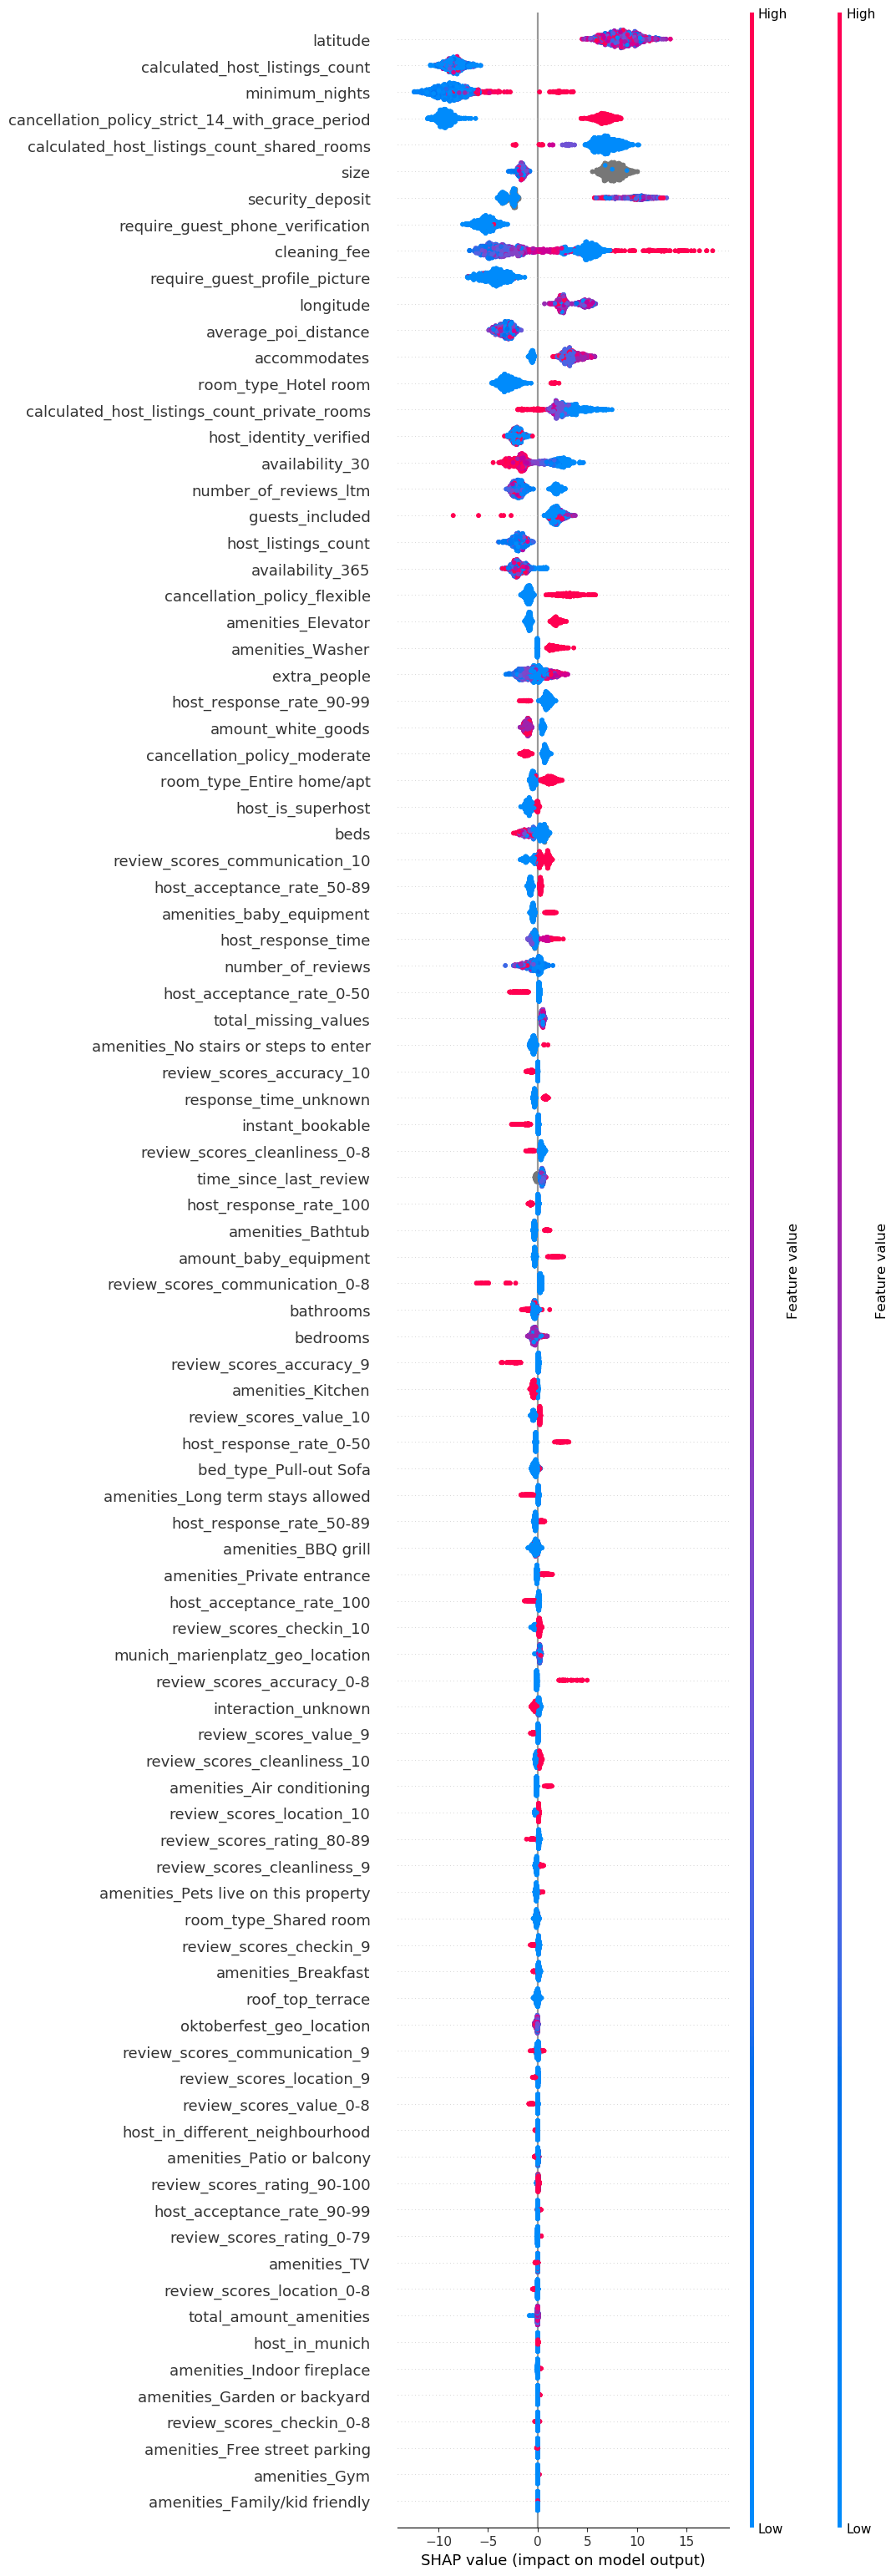 High
High
latitude
calculated_host_listings_count
minimum_nights
cancellation_policy_strict_14_with_grace_period
calculated_host_listings_count_shared_rooms
size
security_deposit
require_guest_phone_verification
cleaning_fee
require_guest_profile_picture
longitude
average_poi_distance
accommodates
room_type_Hotel room
calculated_host_listings_count_private_rooms
host_identity_verified
availability_30
number_of_reviews_ltm
guests_included
host_listings_count
availability_365
cancellation_policy_flexible
amenities_Elevator
amenities_Washer
extra_people
host_response_rate_90-99
amount_white_goods
cancellation_policy_moderate
room_type_Entire home/apt
host_is_superhost
beds
review_scores_communication_10
host_acceptance_rate_50-89
amenities_baby_equipment
host_response_time
number_of_reviews
host_acceptance_rate_0-50
total_missing_values
amenities_No stairs or steps to enter
review_scores_accuracy_10
response_time_unknown
instant_bookable
review_scores_cleanliness_0-8
time_since_last_review
host_response_rate_100
amenities_Bathtub
amount_baby_equipment
review_scores_communication_0-8
bathrooms
bedrooms
review_scores_accuracy_9
amenities_Kitchen
review_scores_value_10
host_response_rate_0-50
bed_type_Pull-out Sofa
amenities_Long term stays allowed
host_response_rate_50-89
amenities_BBQ grill
amenities_Private entrance
host_acceptance_rate_100
review_scores_checkin_10
munich_marienplatz_geo_location
review_scores_accuracy_0-8
interaction_unknown
review_scores_value_9
review_scores_cleanliness_10
amenities_Air conditioning
review_scores_location_10
review_scores_rating_80-89
review_scores_cleanliness_9
amenities_Pets live on this property
room_type_Shared room
review_scores_checkin_9
amenities_Breakfast
roof_top_terrace
oktoberfest_geo_location
review_scores_communication_9
review_scores_location_9
review_scores_value_0-8
host_in_different_neighbourhood
amenities_Patio or balcony
review_scores_rating_90-100
host_acceptance_rate_90-99
review_scores_rating_0-79
amenities_TV
review_scores_location_0-8
total_amount_amenities
host_in_munich
amenities_Indoor fireplace
amenities_Garden or backyard
review_scores_checkin_0-8
amenities_Free street parking
amenities_Gym
amenities_Family/kid friendly
Feature value
Feature value
Low
Low
−10 −5 0 5 10 15
SHAP value (impact on model output)